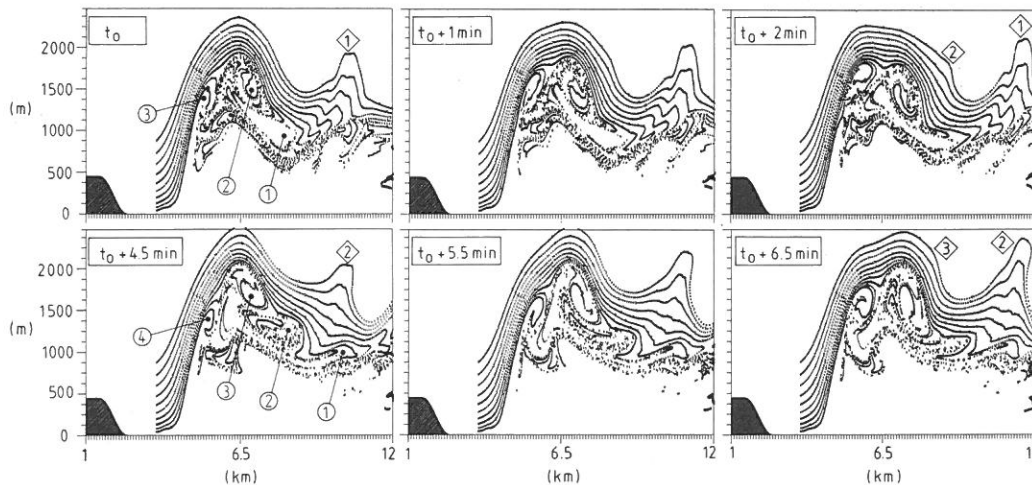 t₀
t₀ + 1 min
t₀ + 2 min
1
2
1
2000
1500
1000
500
0
(m)
3
2
1
t₀ + 4.5 min
t₀ + 5.5 min
t₀ + 6.5 min
2
3
2
2000
1500
1000
500
0
(m)
4
3
2
1
1
6.5
12
1
6.5
12
1
6.5
1
(km)
(km)
(km)